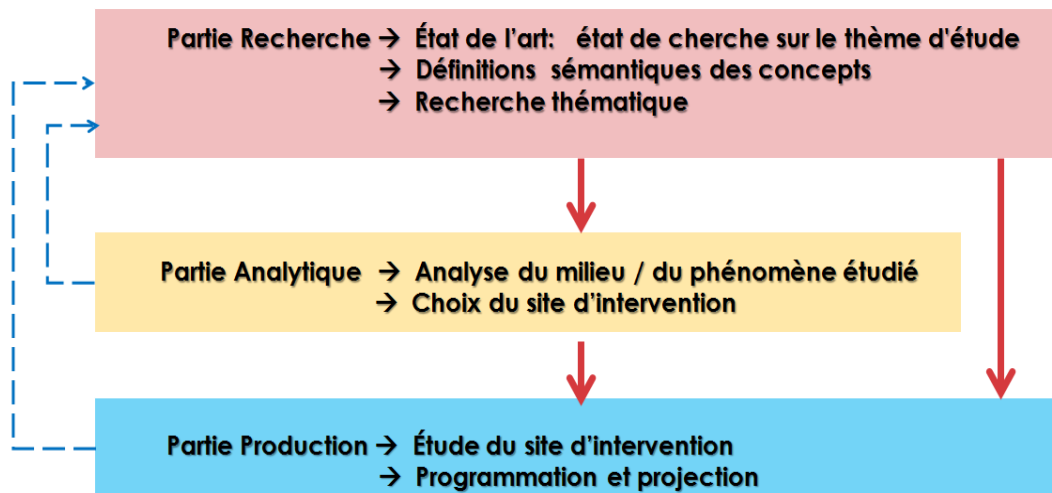 Partie Recherche → État de l’art: état de cherche sur le thème d'étude
→ Définitions sémantiques des concepts
→ Recherche thématique
Partie Analytique → Analyse du milieu / du phénomène étudié
→ Choix du site d’intervention
Partie Production → Étude du site d’intervention
→ Programmation et projection